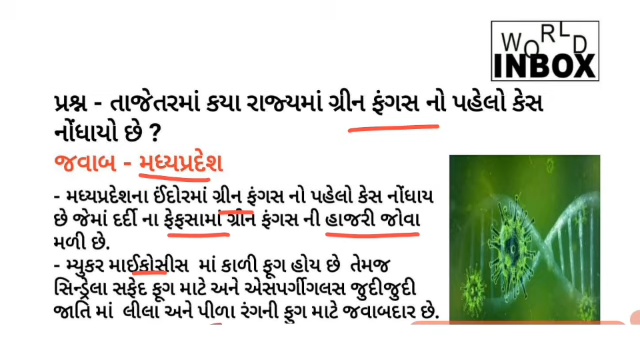 WORLD
INBOX
પ્રશ્ન - તાજેતરમાં કયા રાજ્યમાં ગ્રીન ફંગસ નો પહેલો કેસ
નોંધાયો છે ?
જવાબ - મધ્યપ્રદેશ
- મધ્યપ્રદેશના ઈંદોરમાં ગ્રીન ફંગસ નો પહેલો કેસ નોંધાય
છે જેમાં દર્દી ના ફેફસામાં ગ્રીન ફંગસ ની હાજરી જોવા
મળી છે.
- મ્યુકર માઈકોસીસ માં કાળી ફૂગ હોય છે તેમજ
સિન્ડ્રેલા સફેદ ફૂગ માટે અને એસપર્ગીગલસ જુદીજુદી
જાતિ માં લીલા અને પીળા રંગની ફુગ માટે જવાબદાર છે.